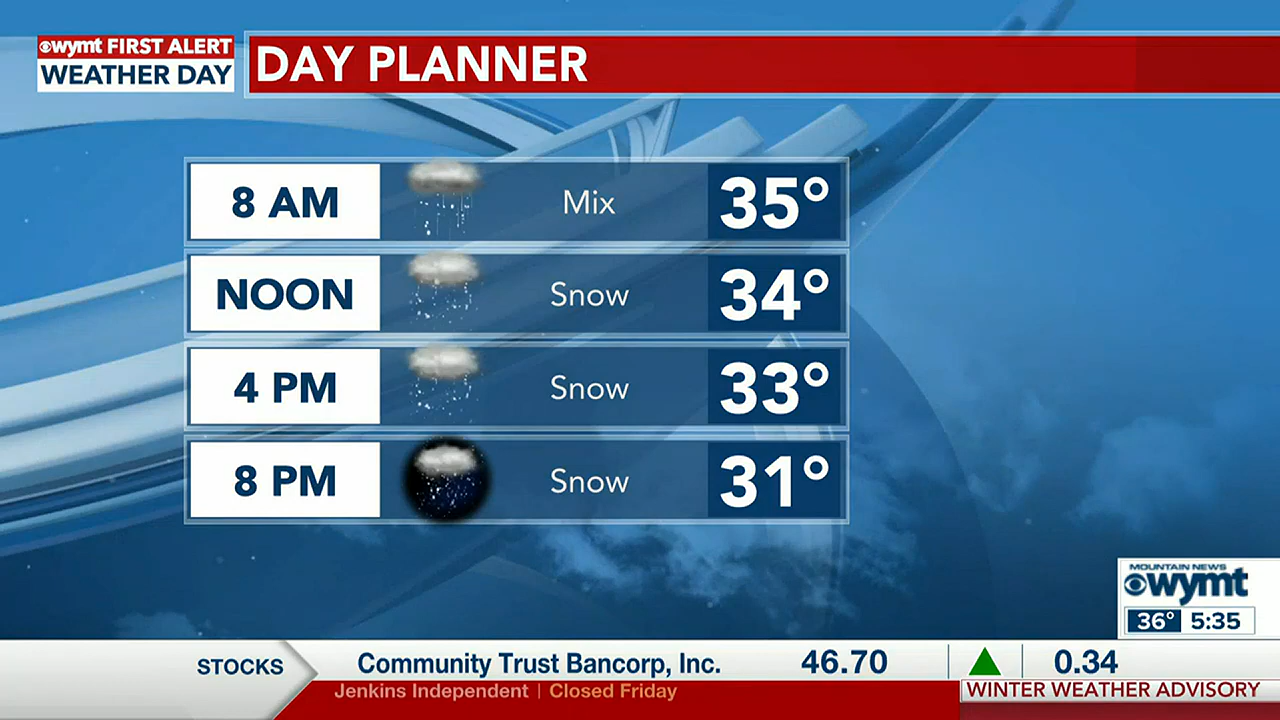 wymt FIRST ALERT
WEATHER DAY
DAY PLANNER
8 AM Mix 35°
NOON Snow 34°
4 PM Snow 33°
8 PM Snow 31°
MOUNTAIN NEWS
wymt
36° 5:35
STOCKS Community Trust Bancorp, Inc. 46.70 0.34
Jenkins Independent | Closed Friday
WINTER WEATHER ADVISORY